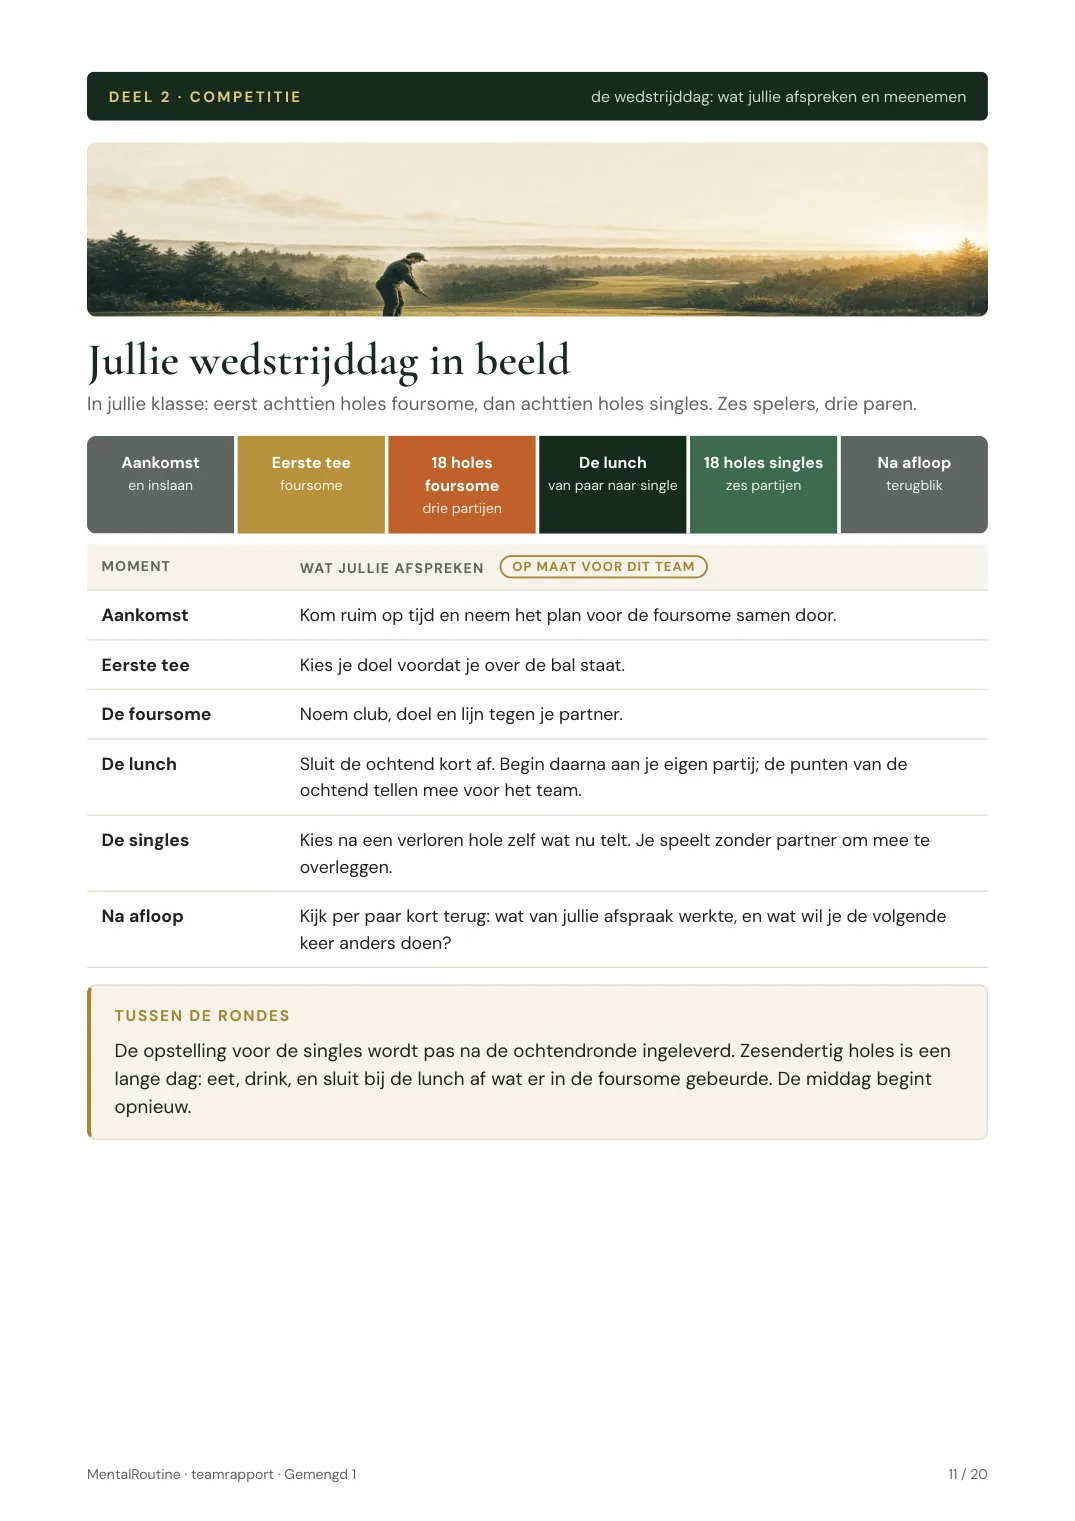 DEEL 2 · COMPETITIE
de wedstrijddag: wat jullie afspreken en meenemen
Jullie wedstrijddag in beeld
In jullie klasse: eerst achttien holes foursome, dan achttien holes singles. Zes spelers, drie paren.
Aankomst
en inslaan
Eerste tee
foursome
18 holes
foursome
drie partijen
De lunch
van paar naar single
18 holes singles
zes partijen
Na afloop
terugblik
MOMENT
WAT JULLIE AFSPREKEN
OP MAAT VOOR DIT TEAM
Aankomst
Kom ruim op tijd en neem het plan voor de foursome samen door.
Eerste tee
Kies je doel voordat je over de bal staat.
De foursome
Noem club, doel en lijn tegen je partner.
De lunch
Sluit de ochtend kort af. Begin daarna aan je eigen partij; de punten van de
ochtend tellen mee voor het team.
De singles
Kies na een verloren hole zelf wat nu telt. Je speelt zonder partner om mee te
overleggen.
Na afloop
Kijk per paar kort terug: wat van jullie afspraak werkte, en wat wil je de volgende
keer anders doen?
TUSSEN DE RONDES
De opstelling voor de singles wordt pas na de ochtendronde ingeleverd. Zesendertig holes is een
lange dag: eet, drink, en sluit bij de lunch af wat er in de foursome gebeurde. De middag begint
opnieuw.
MentalRoutine · teamrapport · Gemengd 1
11 / 20